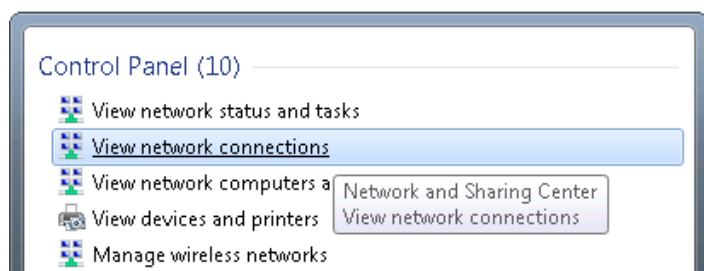 Control Panel (10)
View network status and tasks
View network connections
View network computers a
Network and Sharing Center
View network connections
View devices and printers
Manage wireless networks